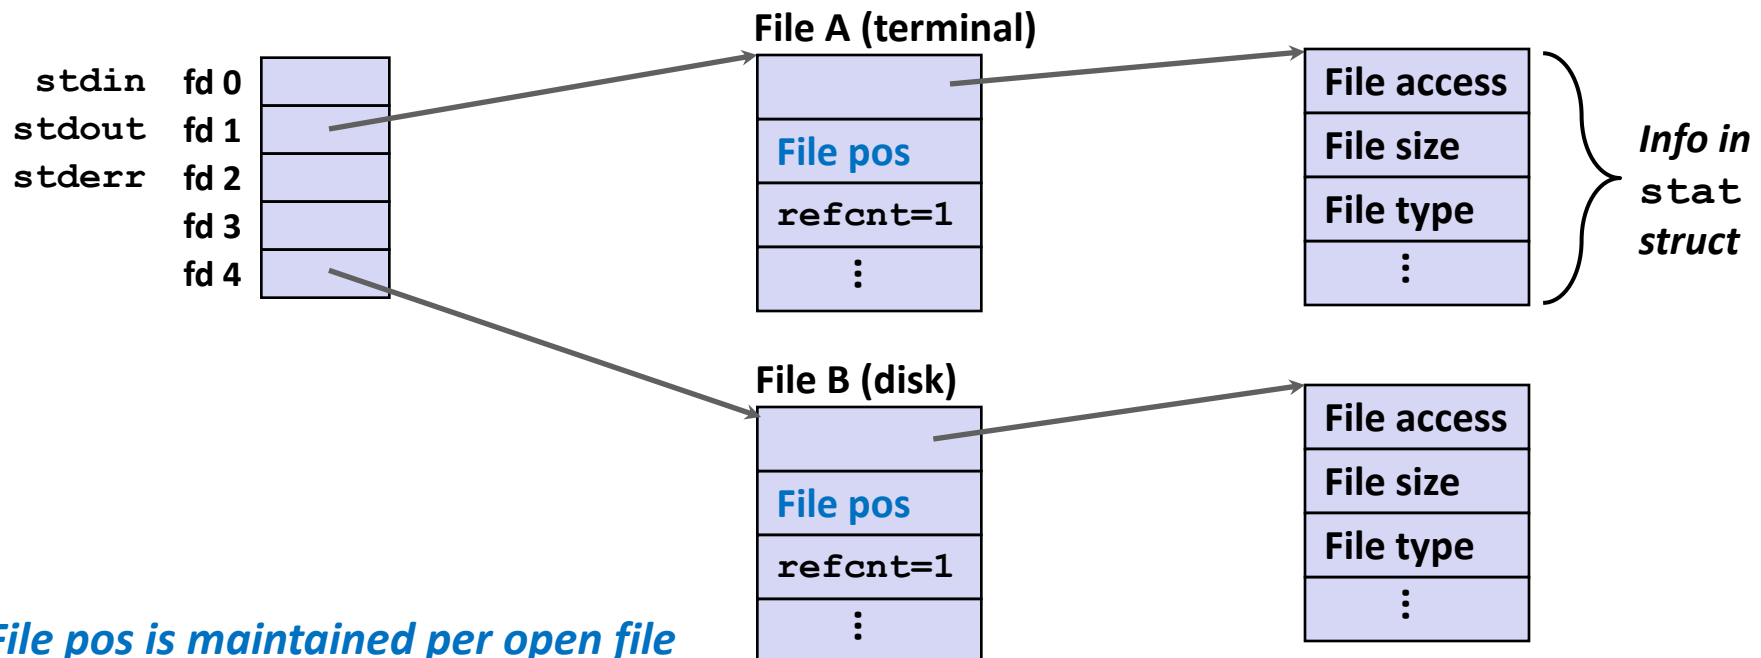 File A (terminal)
stdin fd 0
stdout fd 1
stderr fd 2
fd 3
fd 4
File pos
refcnt=1
⋮
File access
File size
File type
⋮
Info in
stat
struct
File B (disk)
File pos
refcnt=1
⋮
File access
File size
File type
⋮
File pos is maintained per open file